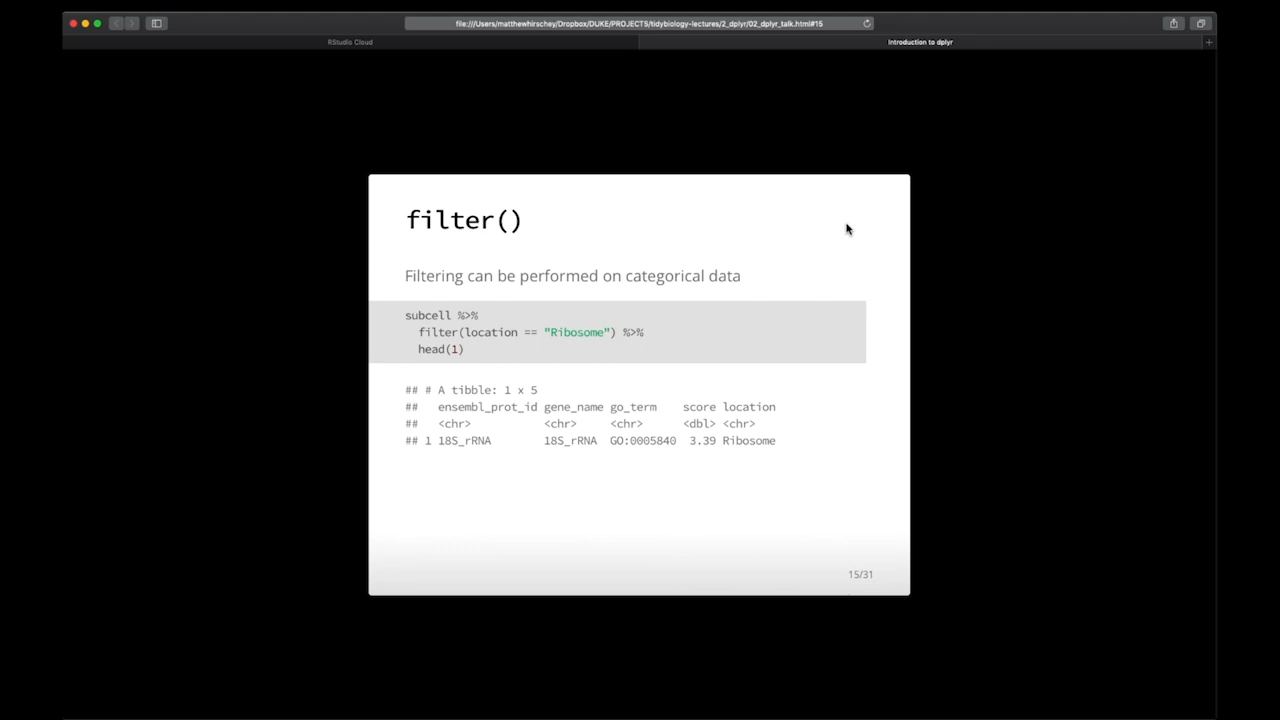 file:///Users/matthewhirschey/Dropbox/DUKE/PROJECTS/tidybiology-lectures/2_dplyr/02_dplyr_talk.html#15
RStudio Cloud
Introduction to dplyr
filter()
Filtering can be performed on categorical data
subcell %>%
  filter(location == "Ribosome") %>%
  head(1)
## # A tibble: 1 x 5
##   ensembl_prot_id gene_name go_term    score location
##   <chr>           <chr>     <chr>      <dbl> <chr>
## 1 18S_rRNA        18S_rRNA  GO:0005840  3.39 Ribosome
15/31